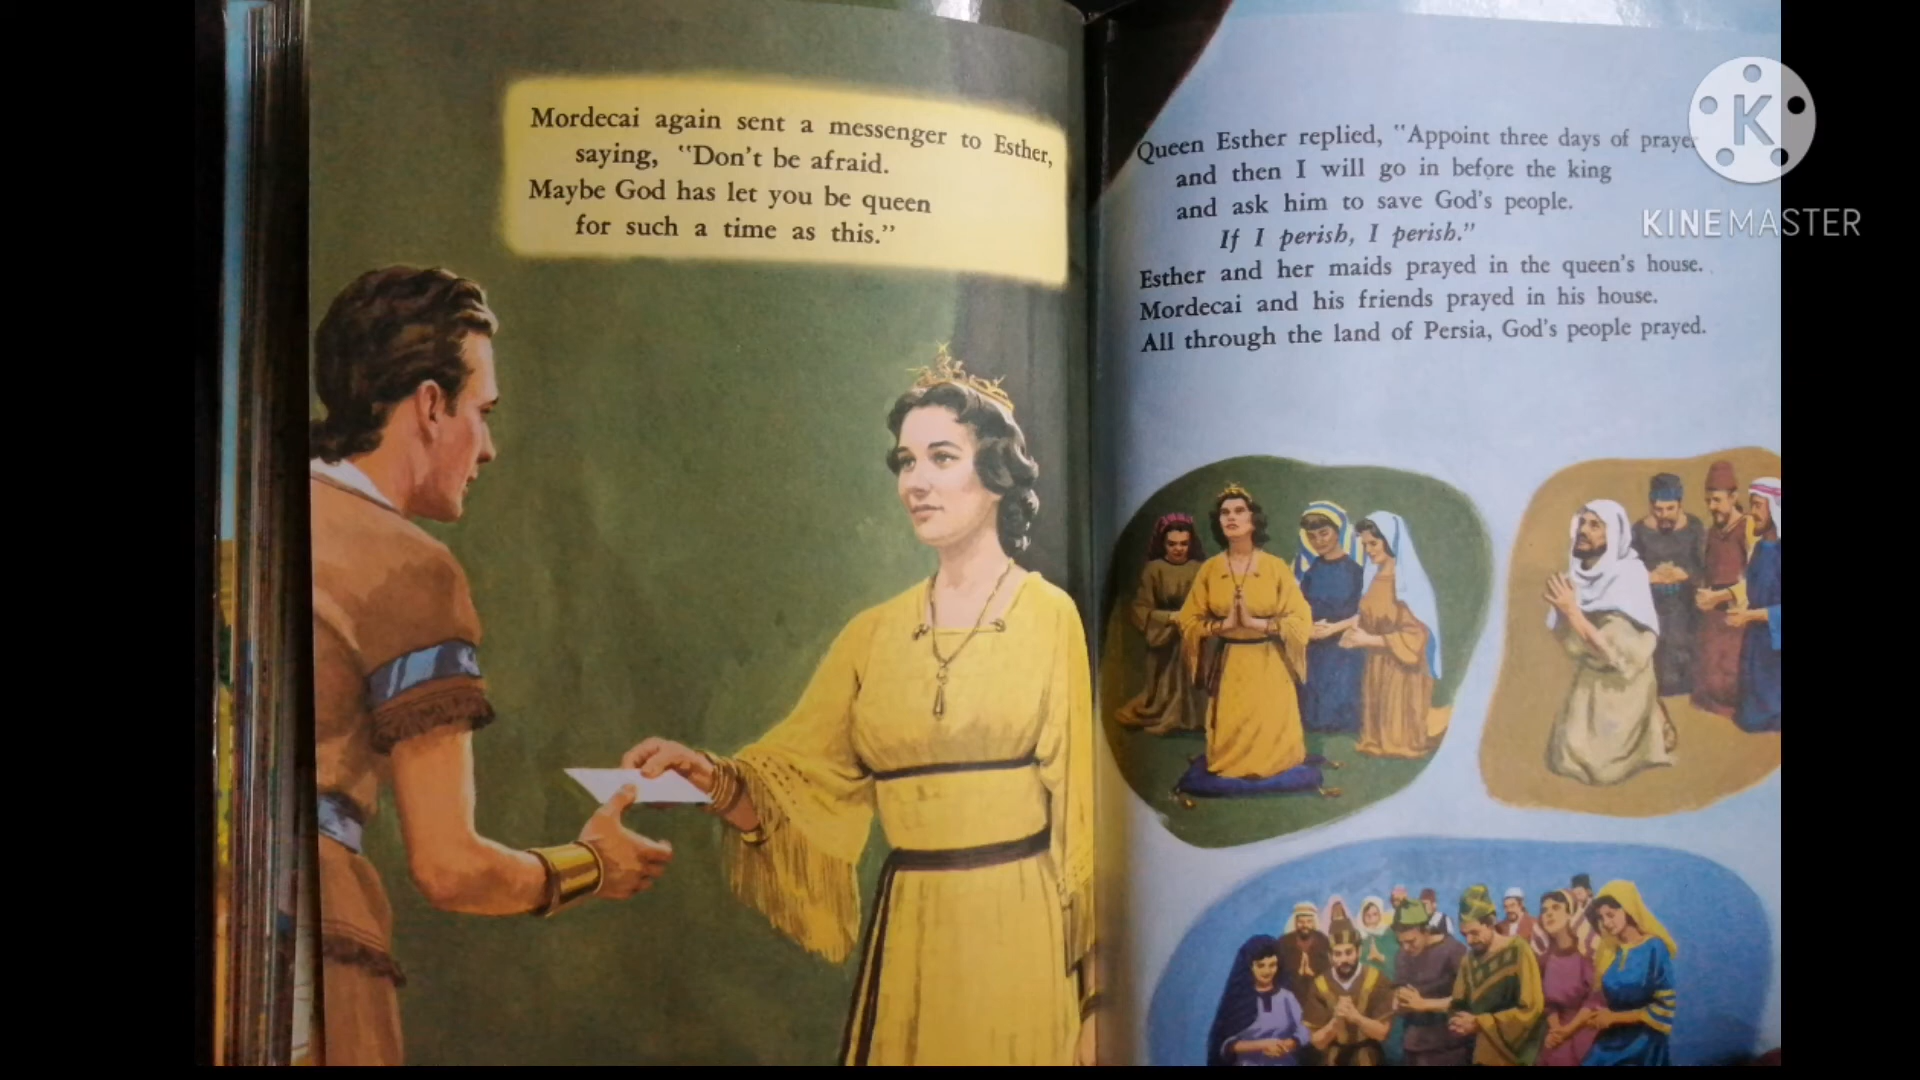 Mordecai again sent a messenger to Esther,
saying, "Don't be afraid.
Maybe God has let you be queen
for such a time as this."
Queen Esther replied, "Appoint three days of prayer
and then I will go in before the king
and ask him to save God's people.
If I perish, I perish."
Esther and her maids prayed in the queen's house.
Mordecai and his friends prayed in his house.
All through the land of Persia, God's people prayed.
K
KINEMASTER